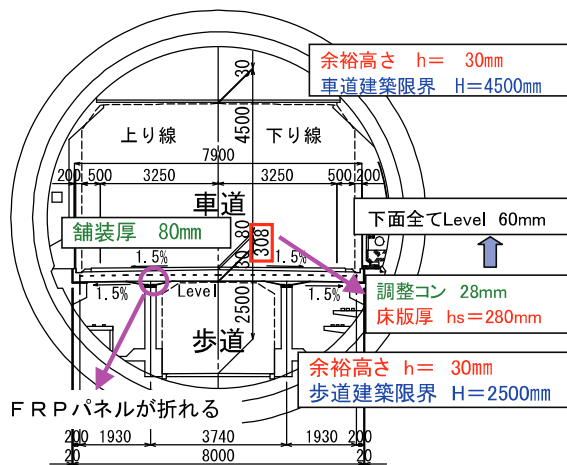 余裕高さ h＝ 30mm
車道建築限界 H＝4500mm
30
4500
上り線 下り線
7900
200 500 3250 3250 500 200
車道
舗装厚 80mm
80
308
30
下面全てLevel 60mm
1.5% 1.5%
Level
1.5% 1.5%
2500
調整コン 28mm
床版厚 hs＝280mm
歩道
余裕高さ h＝ 30mm
歩道建築限界 H＝2500mm
ＦＲＰパネルが折れる
200 1930 3740 1930 200
20 8000 20